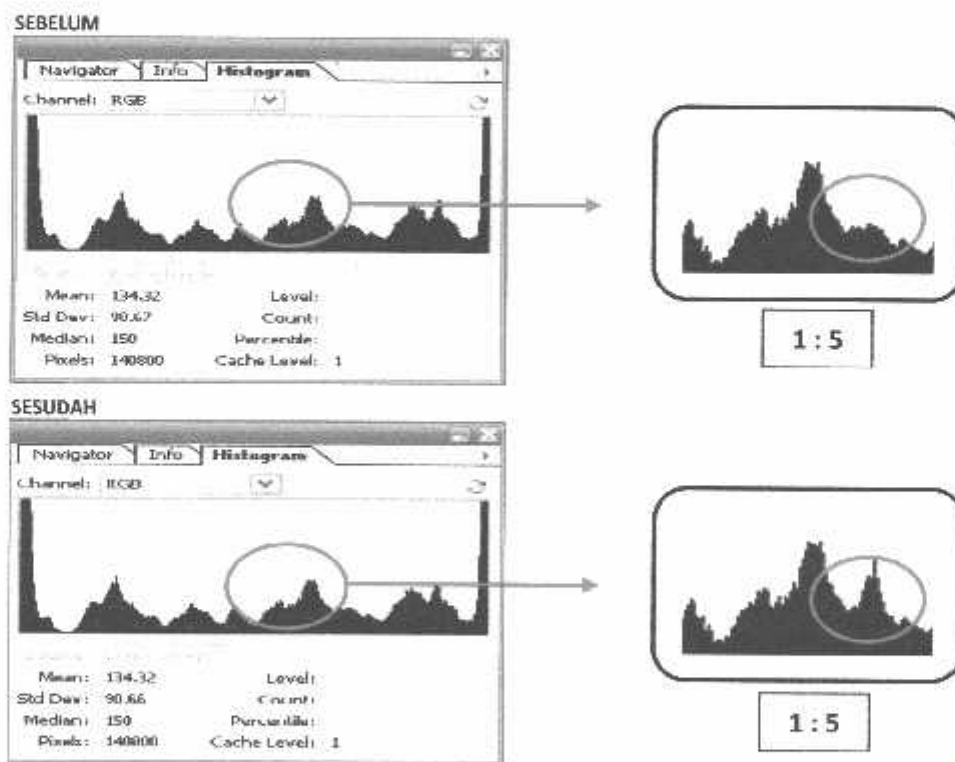 SEBELUM
Navigator Info Histogram
Channel: RGB
Mean: 134.32 Level:
Std Dev: 90.67 Count:
Median: 150 Percentile:
Pixels: 140800 Cache Level: 1
1 : 5
SESUDAH
Navigator Info Histogram
Channel: RGB
Mean: 134.32 Level:
Std Dev: 90.66 Count:
Median: 150 Percentile:
Pixels: 140800 Cache Level: 1
1 : 5